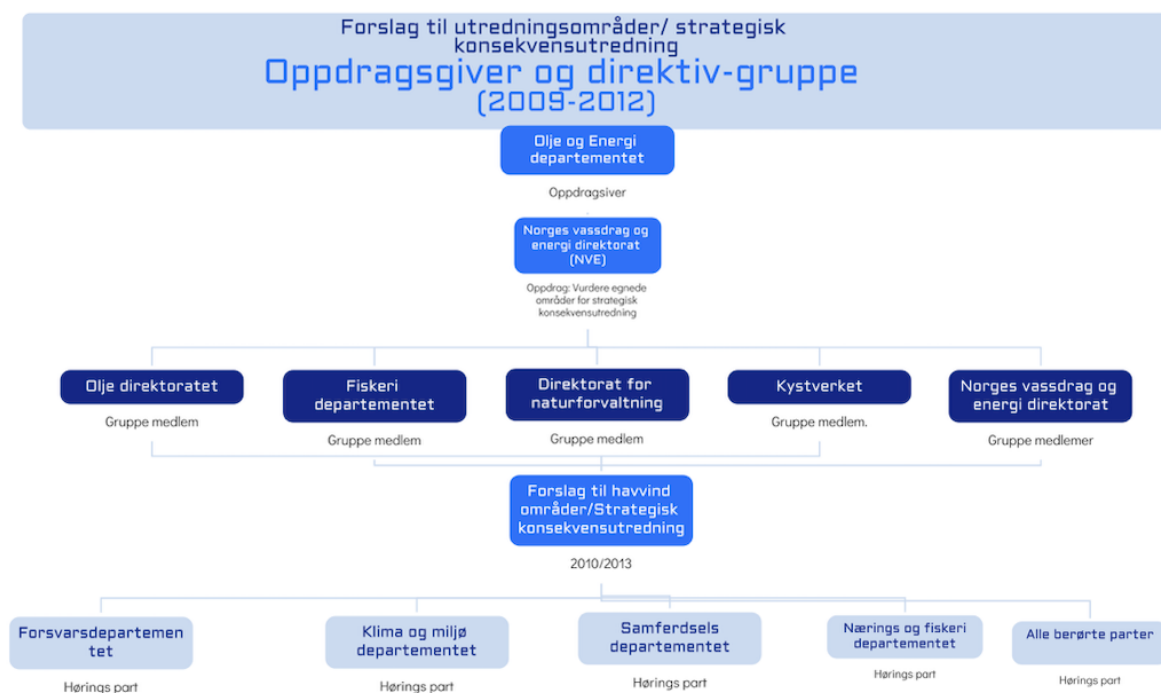 Forslag til utredningsområder/ strategisk
konsekvensutredning
Oppdragsgiver og direktiv-gruppe
(2009-2012)
Olje og Energi
departementet
Oppdragsiver
Norges vassdrag og
energi direktorat
(NVE)
Oppdrag: Vurdere egnede
områder for strategisk
konsekvensutredning
Olje direktoratet
Gruppe medlem
Fiskeri
departementet
Gruppe medlem
Direktorat for
naturforvaltning
Gruppe medlem
Kystverket
Gruppe medlem.
Norges vassdrag og
energi direktorat
Gruppe medlemer
Forslag til havvind
områder/Strategisk
konsekvensutredning
2010/2013
Forsvarsdepartemen
tet
Hørings part
Klima og miljø
departementet
Hørings part
Samferdsels
departementet
Hørings part
Nærings og fiskeri
departementet
Hørings part
Alle berørte parter
Hørings part